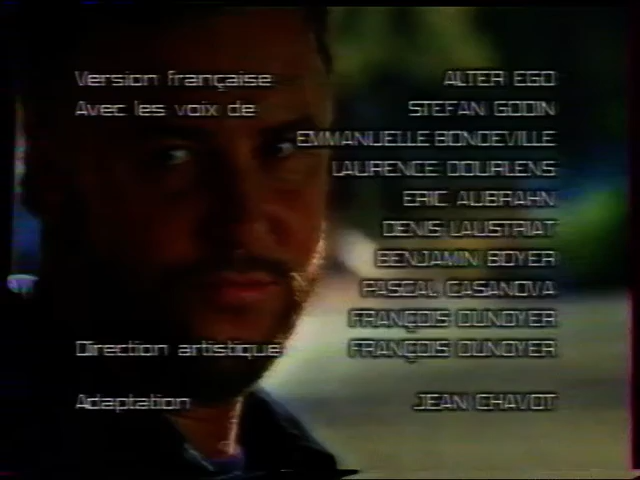 Version française ALTER EGO
Avec les voix de STEFAN GODIN
EMMANUELLE BONDEVILLE
LAURENCE DOURLENS
ERIC AUBRAHN
DENIS LAUSTRIAT
BENJAMIN BOYER
PASCAL CASANOVA
FRANÇOIS DUNOYER
Direction artistique FRANÇOIS DUNOYER
Adaptation JEAN CHAVOT